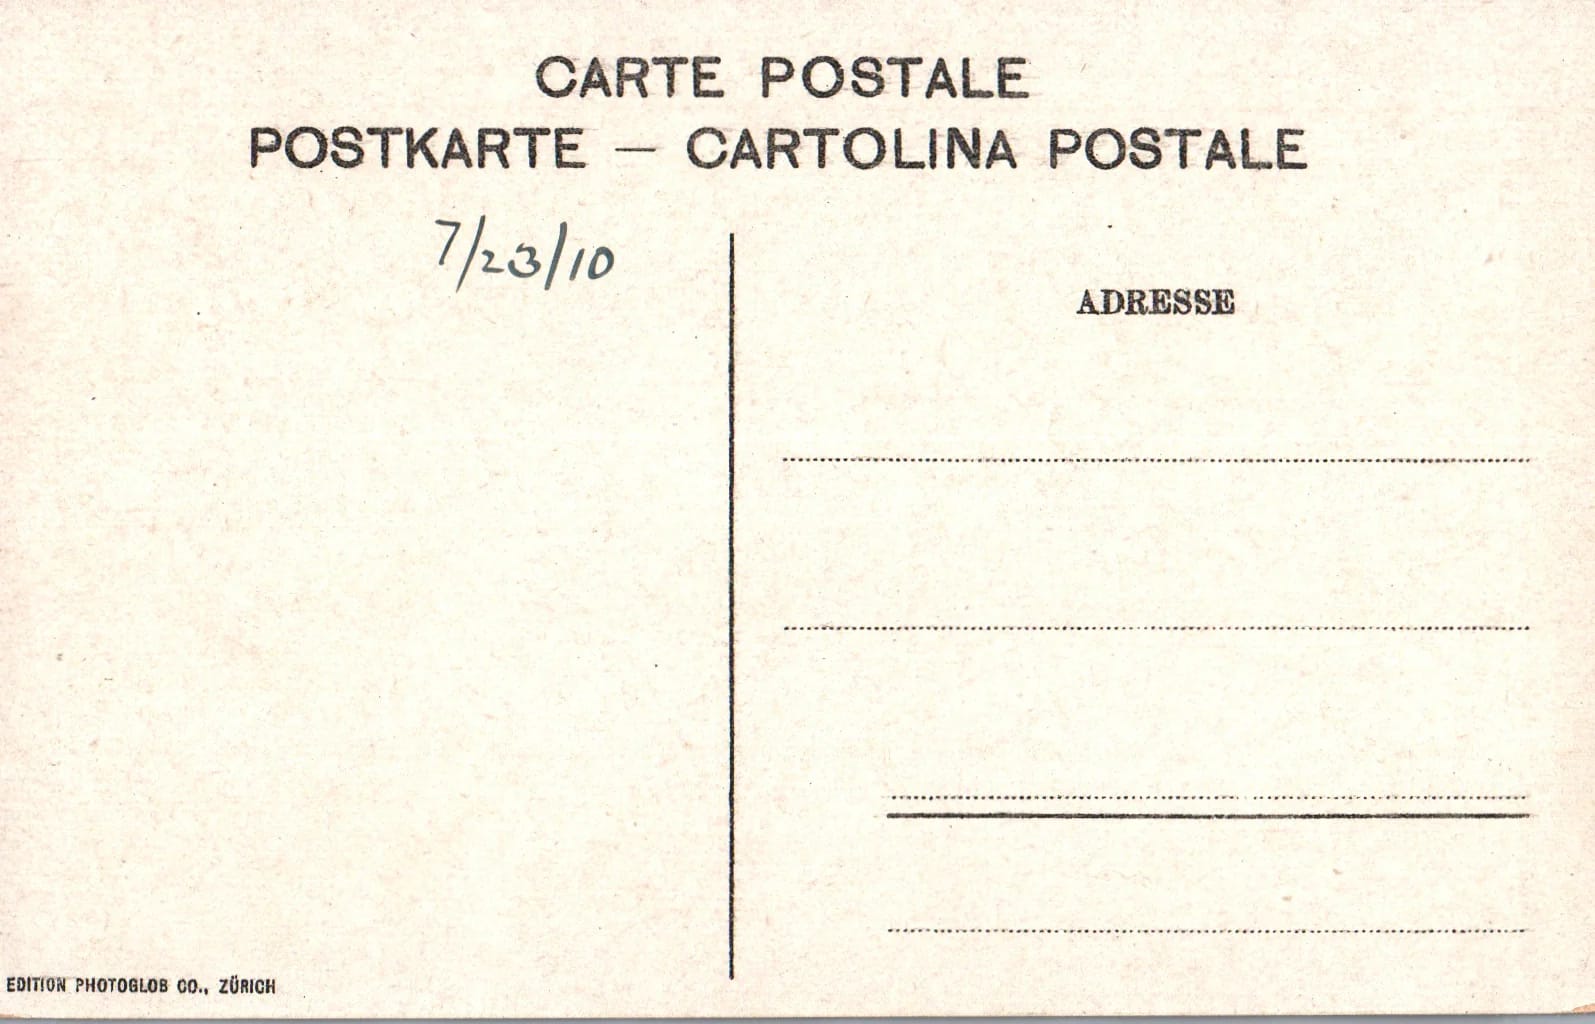 CARTE POSTALE
POSTKARTE — CARTOLINA POSTALE
7/23/10
ADRESSE
EDITION PHOTOGLOB CO., ZÜRICH